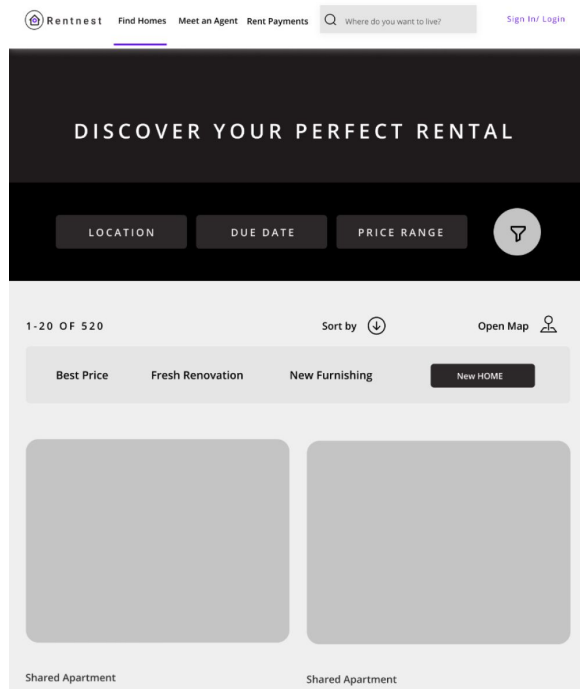 Rentnest Find Homes Meet an Agent Rent Payments Where do you want to live? Sign In/ Login
DISCOVER YOUR PERFECT RENTAL
LOCATION DUE DATE PRICE RANGE
1-20 OF 520 Sort by Open Map
Best Price Fresh Renovation New Furnishing New HOME
Shared Apartment Shared Apartment